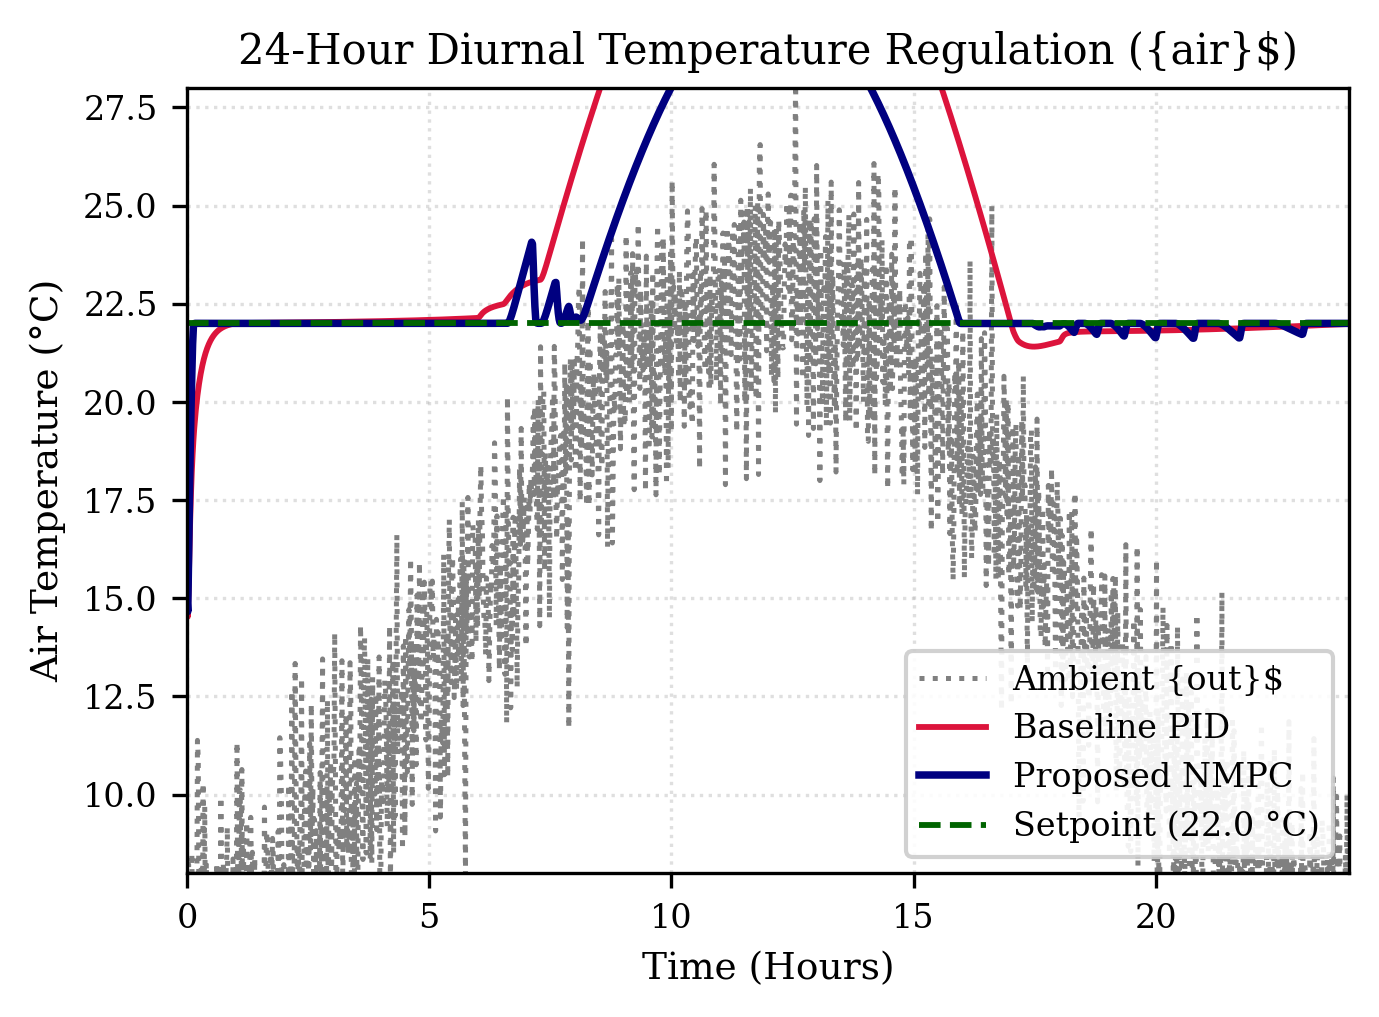 24-Hour Diurnal Temperature Regulation ({air}$)
Air Temperature (°C)
27.5
25.0
22.5
20.0
17.5
15.0
12.5
10.0
Ambient {out}$
Baseline PID
Proposed NMPC
Setpoint (22.0 °C)
0 5 10 15 20
Time (Hours)